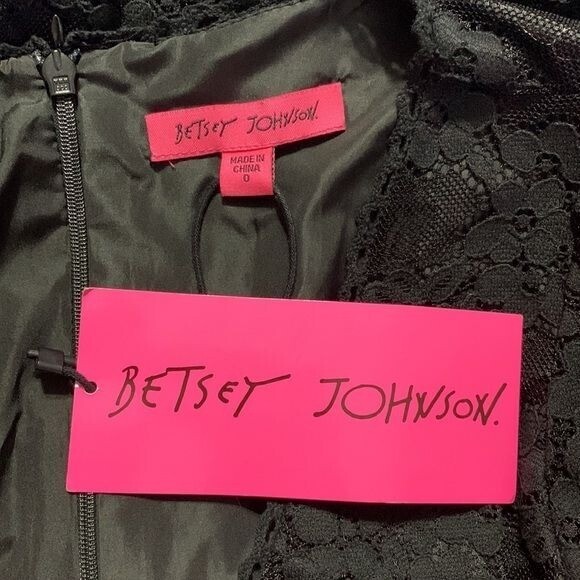 BETSEY JOHNSON.
MADE IN
CHINA
0
BETSEY JOHNSON.